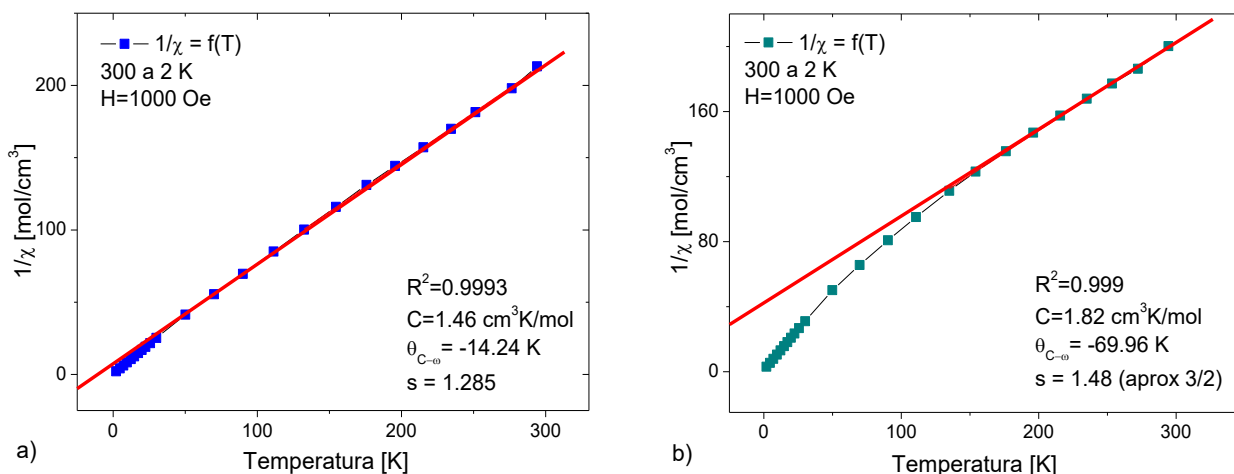 1/χ = f(T)
300 a 2 K
H=1000 Oe
200
100
0
1/χ [mol/cm³]
R²=0.9993
C=1.46 cm³K/mol
θ_C−ω = -14.24 K
s = 1.285
0
100
200
300
Temperatura [K]
a)
1/χ = f(T)
300 a 2 K
H=1000 Oe
160
80
0
1/χ [mol/cm³]
R²=0.999
C=1.82 cm³K/mol
θ_C−ω = -69.96 K
s = 1.48 (aprox 3/2)
0
100
200
300
Temperatura [K]
b)